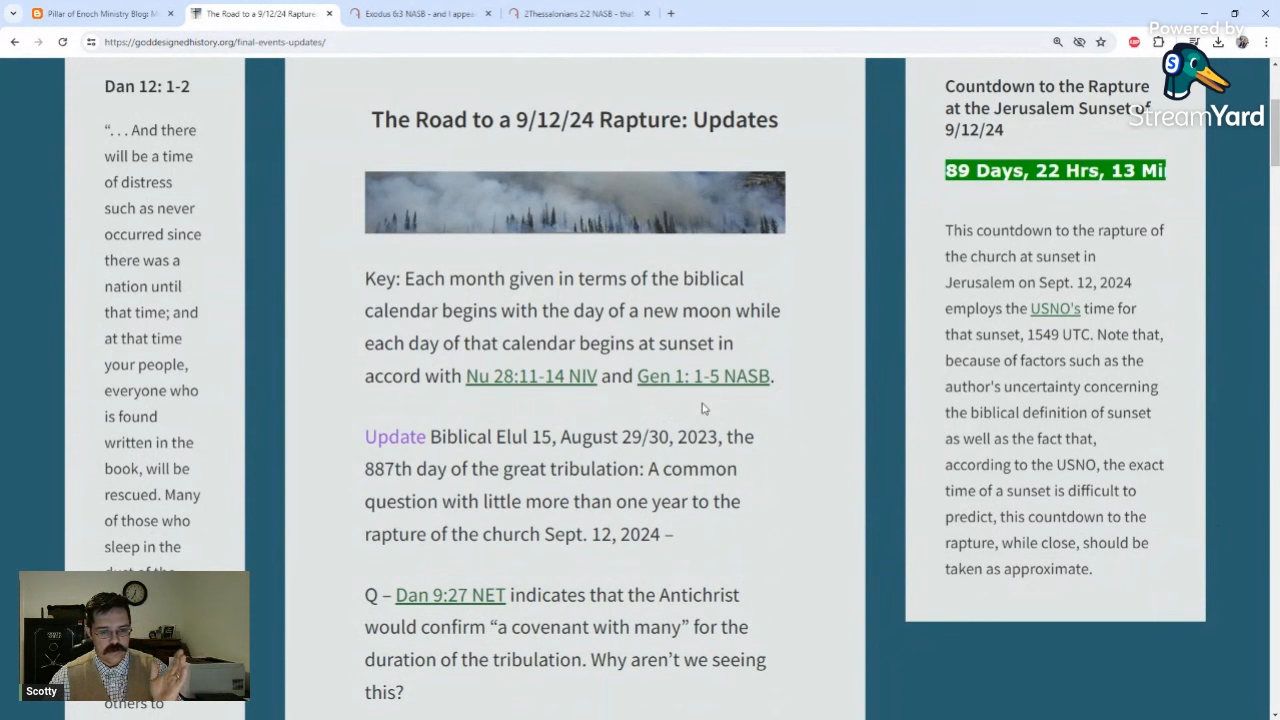 Pillar of Enoch Ministry Blog: M
The Road to a 9/12/24 Rapture:
Exodus 6:3 NASB - and I appea
2Thessalonians 2:2 NASB - that
https://goddesignedhistory.org/final-events-updates/
Powered by
StreamYard
Dan 12: 1-2
“. . . And there
will be a time
of distress
such as never
occurred since
there was a
nation until
that time; and
at that time
your people,
everyone who
is found
written in the
book, will be
rescued. Many
of those who
sleep in the
others to
The Road to a 9/12/24 Rapture: Updates
Key: Each month given in terms of the biblical
calendar begins with the day of a new moon while
each day of that calendar begins at sunset in
accord with Nu 28:11-14 NIV and Gen 1: 1-5 NASB.
Update Biblical Elul 15, August 29/30, 2023, the
887th day of the great tribulation: A common
question with little more than one year to the
rapture of the church Sept. 12, 2024 –
Q – Dan 9:27 NET indicates that the Antichrist
would confirm “a covenant with many” for the
duration of the tribulation. Why aren’t we seeing
this?
Countdown to the Rapture
at the Jerusalem Sunset of
9/12/24
89 Days, 22 Hrs, 13 Mi
This countdown to the rapture of
the church at sunset in
Jerusalem on Sept. 12, 2024
employs the USNO's time for
that sunset, 1549 UTC. Note that,
because of factors such as the
author's uncertainty concerning
the biblical definition of sunset
as well as the fact that,
according to the USNO, the exact
time of a sunset is difficult to
predict, this countdown to the
rapture, while close, should be
taken as approximate.
Scotty